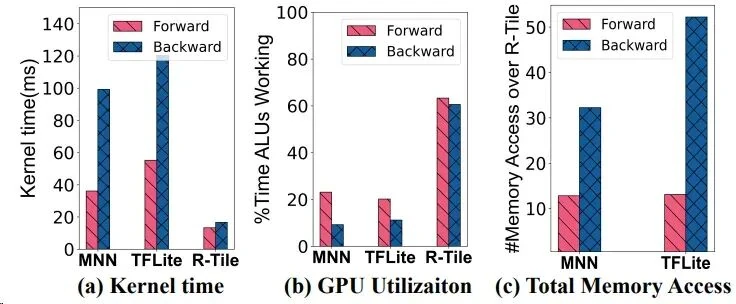 Kernel time(ms)
140
120
100
80
60
40
20
0
Forward
Backward
MNN TFLite R-Tile
(a) Kernel time
%Time ALUs Working
100
80
60
40
20
0
Forward
Backward
MNN TFLite R-Tile
(b) GPU Utilizaiton
#Memory Access over R-Tile
50
40
30
20
10
Forward
Backward
MNN TFLite
(c) Total Memory Access